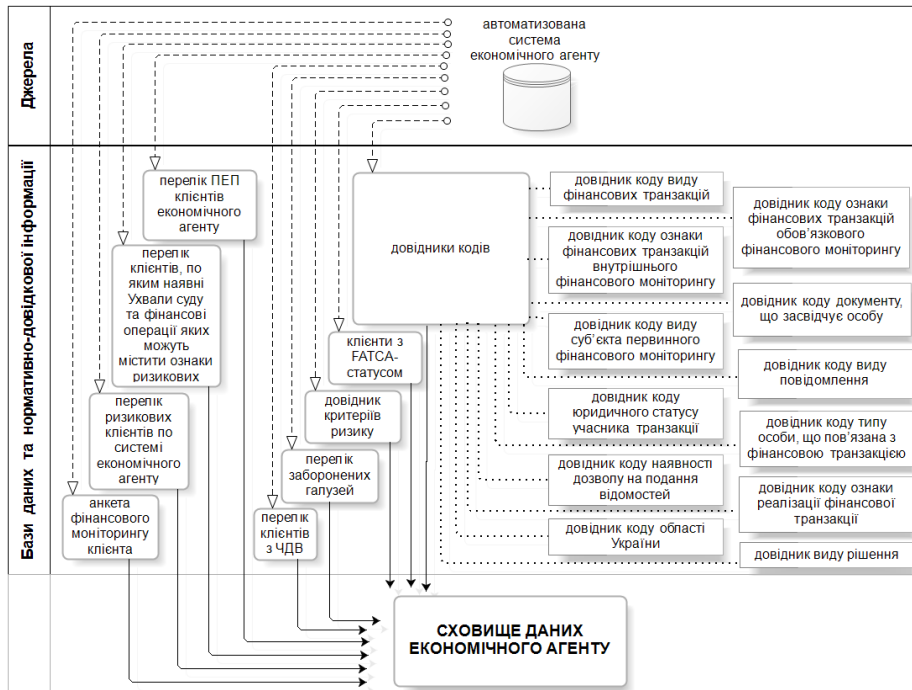 Джерела
автоматизована
система
економічного агенту
Бази даних та нормативно-довідкової інформації
перелік ПЕП
клієнтів
економічного
агенту
перелік
клієнтів, по
яким наявні
Ухвали суду
та фінансові
операції яких
можуть
містити ознаки
ризикових
перелік
ризикових
клієнтів по
системі
економічного
агенту
анкета
фінансового
моніторингу
клієнта
довідники кодів
клієнти з
FATCA-
статусом
довідник
критеріїв
ризику
перелік
заборонених
галузей
перелік
клієнтів
з ЧДВ
довідник коду виду
фінансових транзакцій
довідник коду ознаки
фінансових транзакцій
внутрішнього
фінансового моніторингу
довідник коду виду
суб’єкта первинного
фінансового моніторингу
довідник коду
юридичного статусу
учасника транзакції
довідник коду наявності
дозволу на подання
відомостей
довідник коду області
України
довідник коду ознаки
фінансових транзакцій
обов’язкового
фінансового моніторингу
довідник коду документу,
що засвідчує особу
довідник коду виду
повідомлення
довідник коду типу
особи, що пов’язана з
фінансовою транзакцією
довідник коду ознаки
реалізації фінансової
транзакції
довідник виду рішення
СХОВИЩЕ ДАНИХ
ЕКОНОМІЧНОГО АГЕНТУ